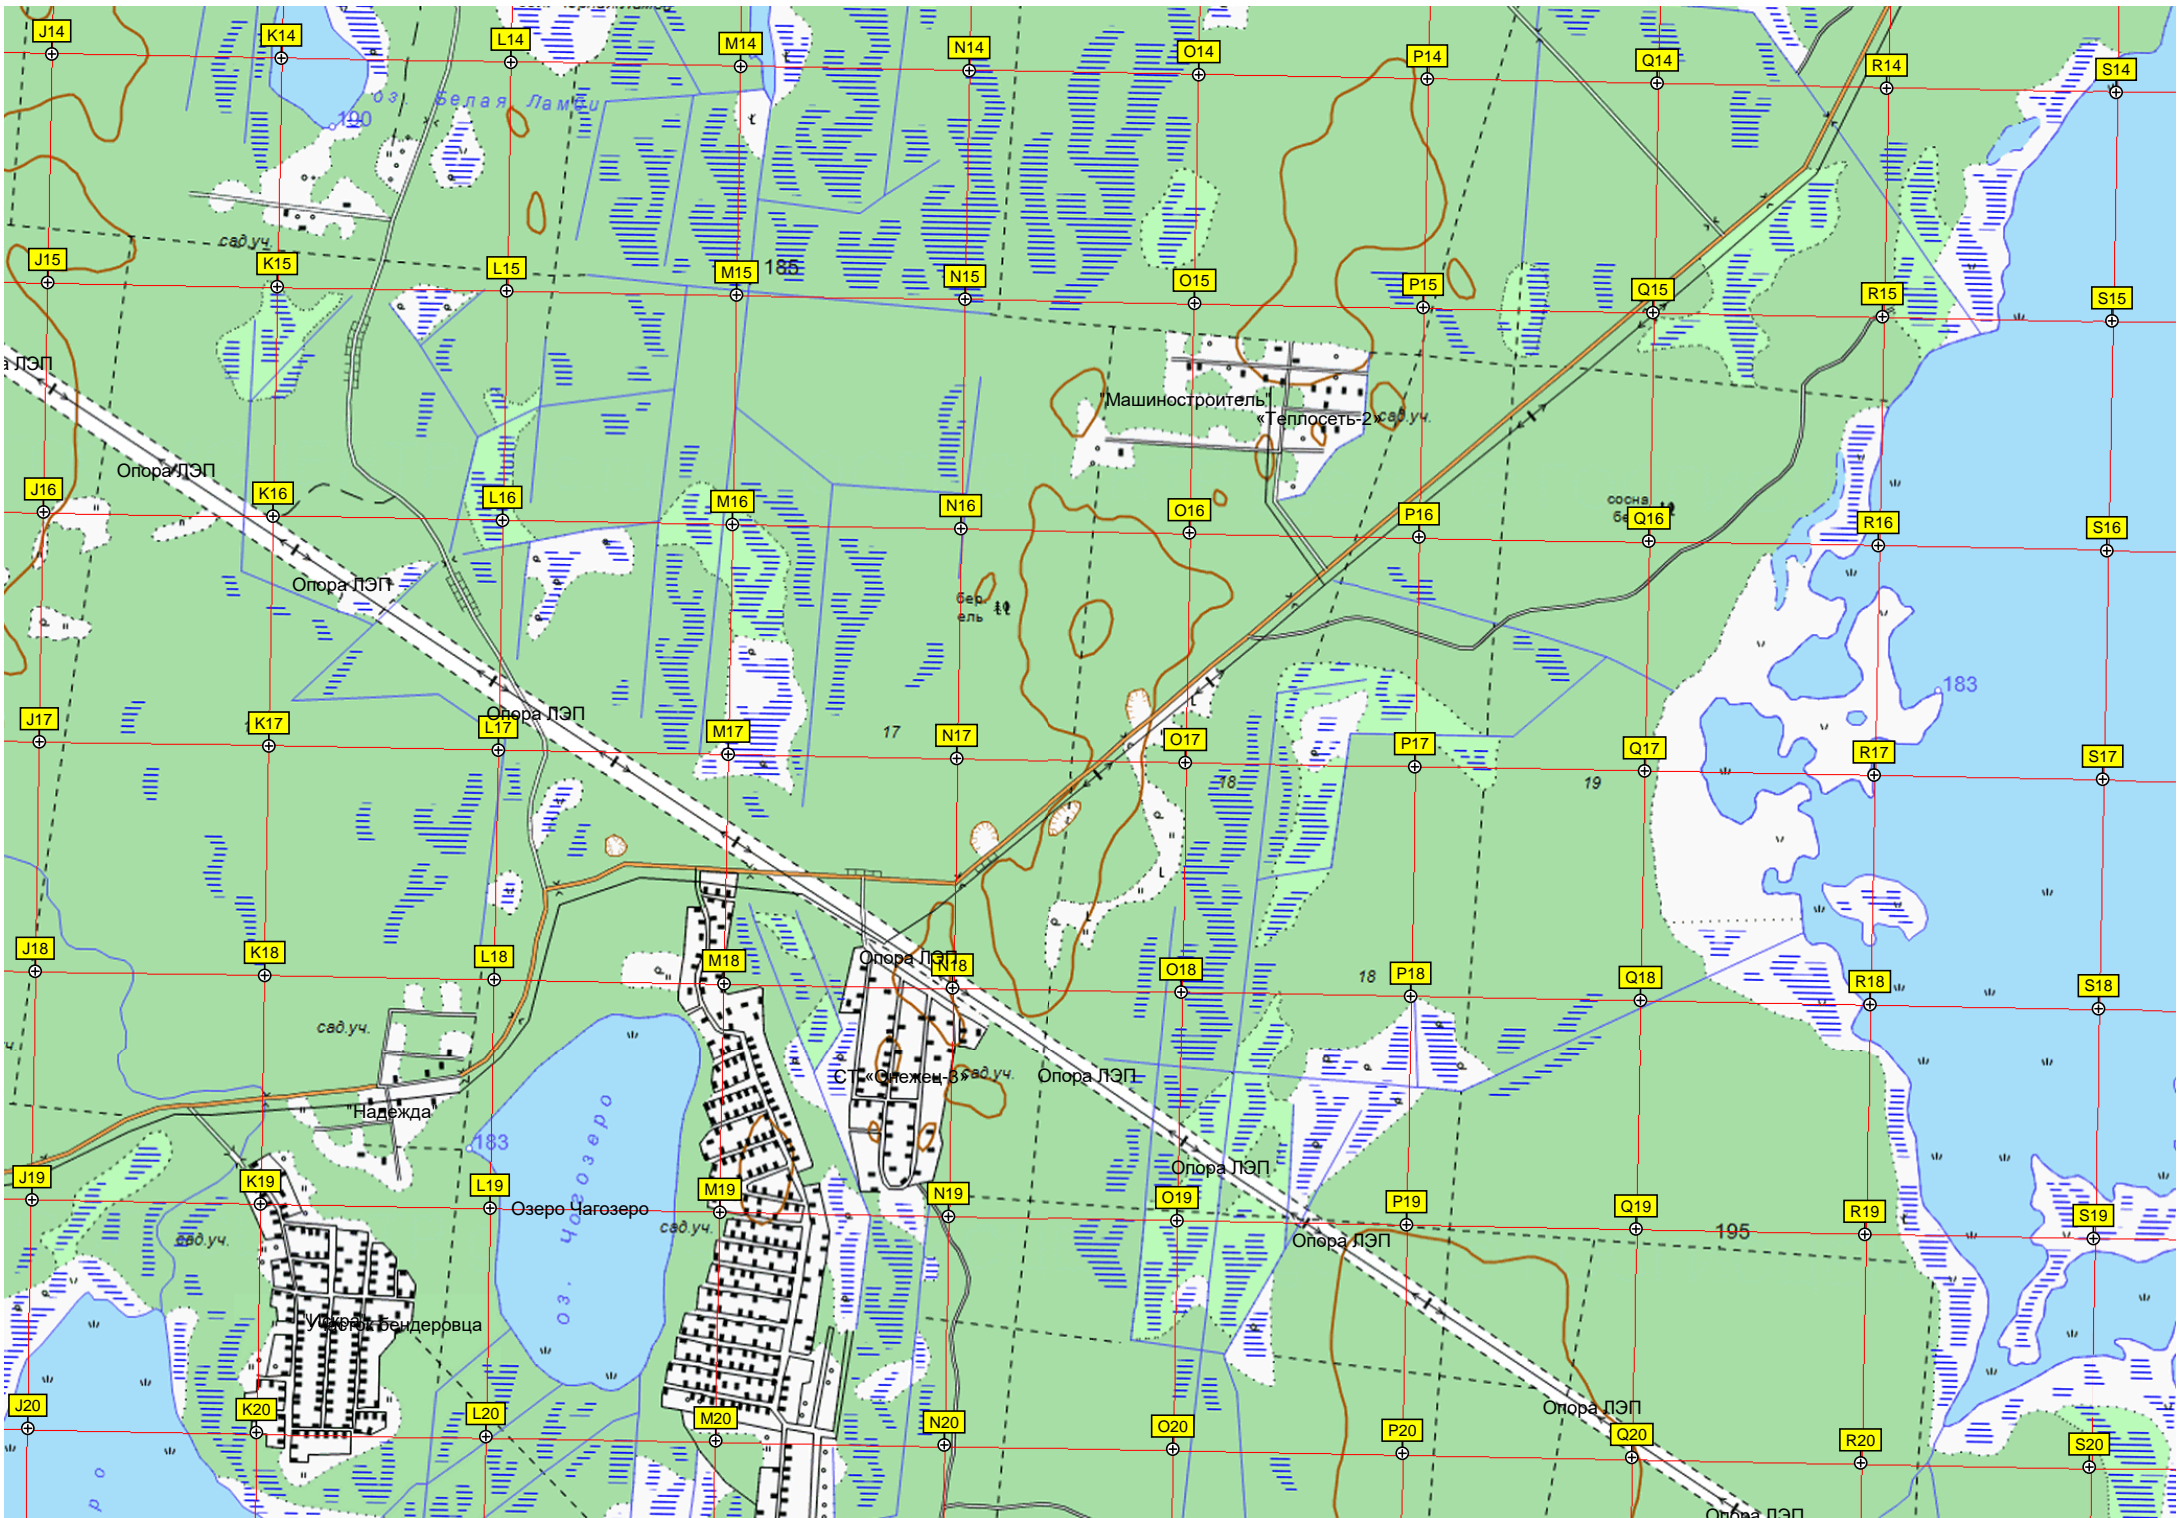 J14
K14
L14
M14
N14
O14
P14
Q14
R14
S14
оз. Белая Ламби
190
сад.уч.
J15
K15
L15
M15
185
N15
O15
P15
Q15
R15
S15
а ЛЭП
"Машиностроитель"
«Теплосеть-2»
сад.уч.
Опора ЛЭП
J16
K16
L16
M16
N16
O16
P16
сосна
Q16
R16
S16
Опора ЛЭП
бер.
ель
183
Опора ЛЭП
J17
K17
L17
M17
17
N17
O17
P17
Q17
R17
S17
18
19
J18
K18
L18
M18
Опора ЛЭП
N18
O18
18
P18
Q18
R18
S18
сад.уч.
СТ «Онежец-3»
сад.уч.
Опора ЛЭП
"Надежда"
183
оз. Чогозеро
J19
K19
L19
M19
N19
Опора ЛЭП
O19
P19
Q19
R19
S19
Озеро Чагозеро
сад.уч.
сад.уч.
Опора ЛЭП
195
"Искра"
Участок бендеровца
J20
K20
L20
M20
N20
O20
P20
Опора ЛЭП
Q20
R20
S20
р о
Опора ЛЭП